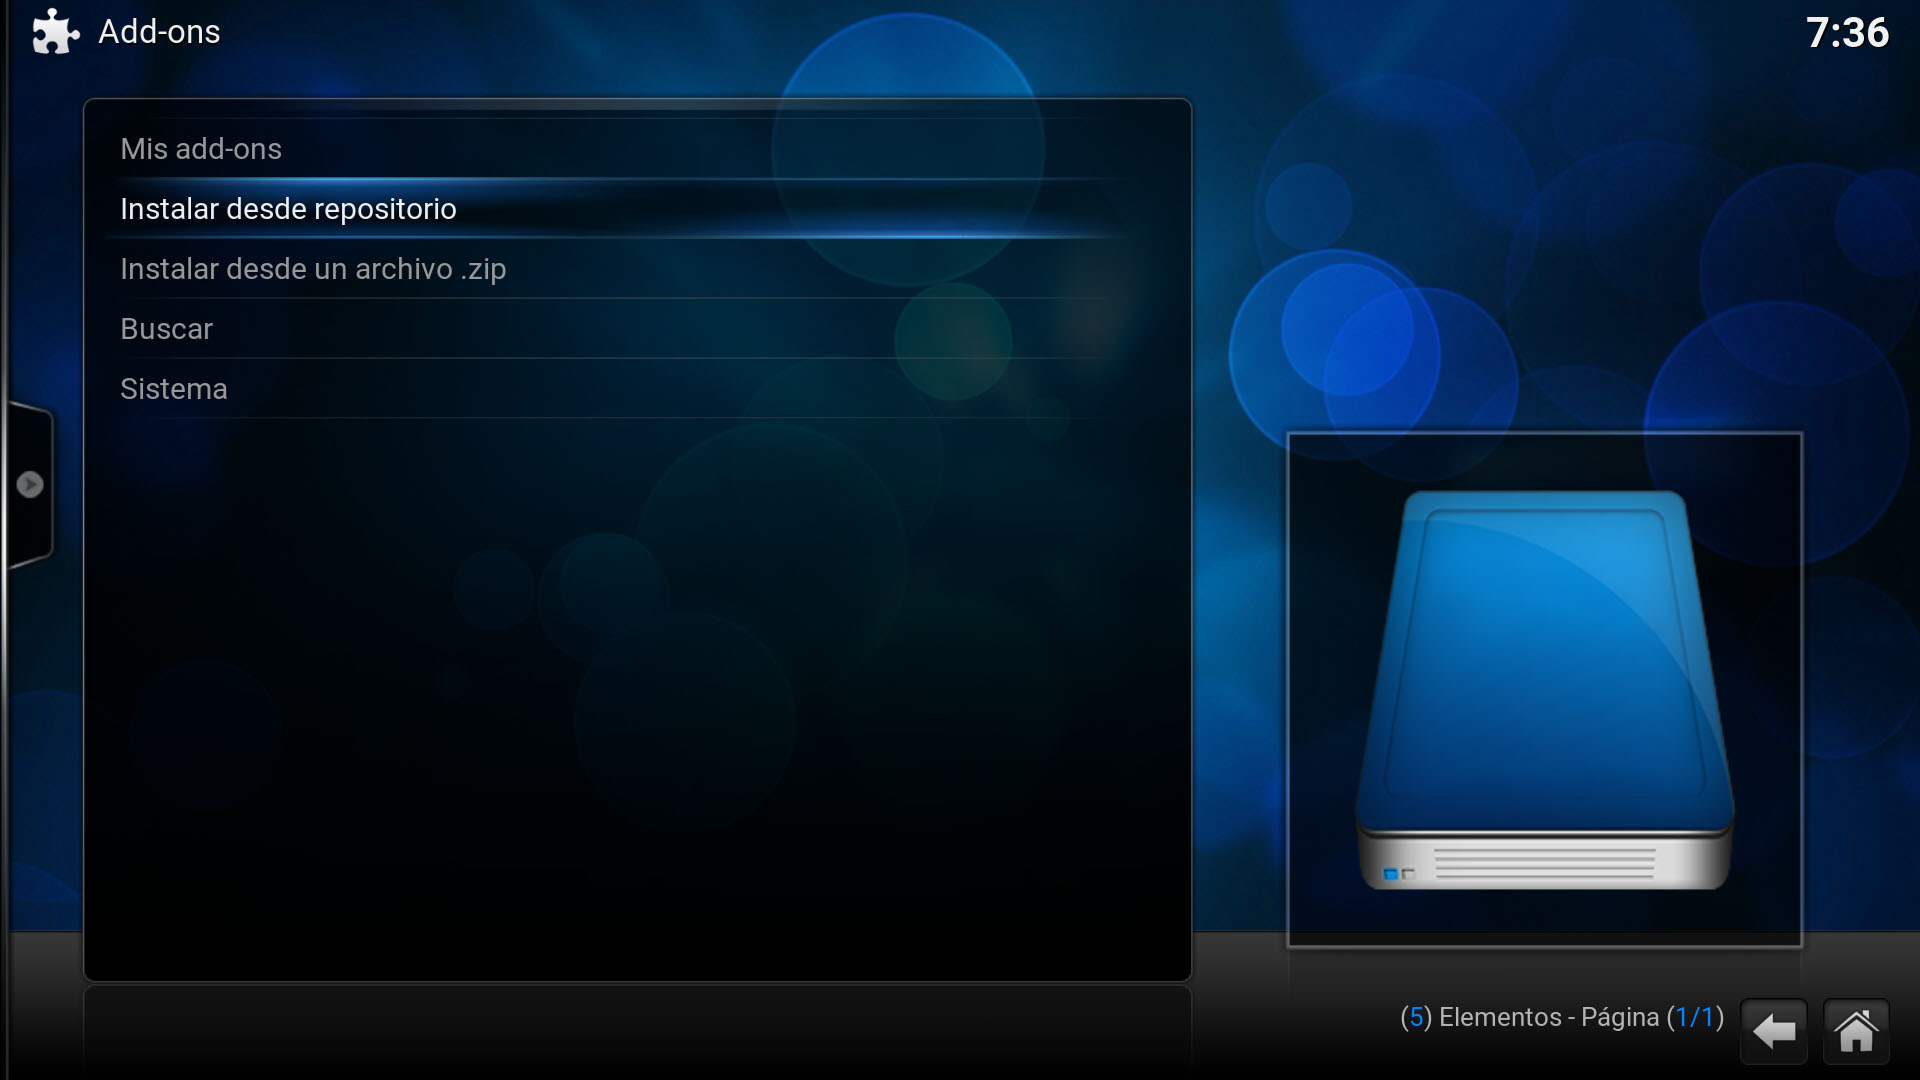 Add-ons
7:36
Mis add-ons
Instalar desde repositorio
Instalar desde un archivo .zip
Buscar
Sistema
(5) Elementos - Página (1/1)